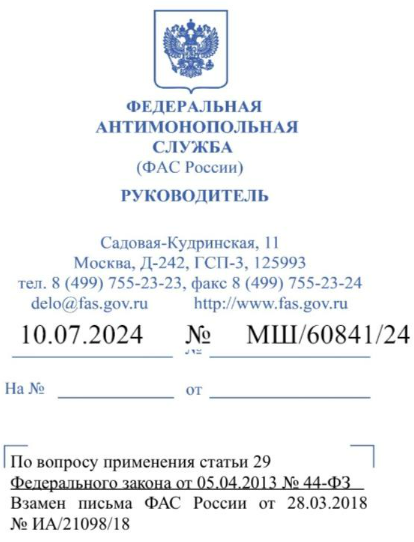 ФЕДЕРАЛЬНАЯ
АНТИМОНОПОЛЬНАЯ
СЛУЖБА
(ФАС России)
РУКОВОДИТЕЛЬ
Садовая-Кудринская, 11
Москва, Д-242, ГСП-3, 125993
тел. 8 (499) 755-23-23, факс 8 (499) 755-23-24
delo@fas.gov.ru http://www.fas.gov.ru
10.07.2024 № МШ/60841/24
№
На № от
По вопросу применения статьи 29
Федерального закона от 05.04.2013 № 44-ФЗ
Взамен письма ФАС России от 28.03.2018
№ ИА/21098/18